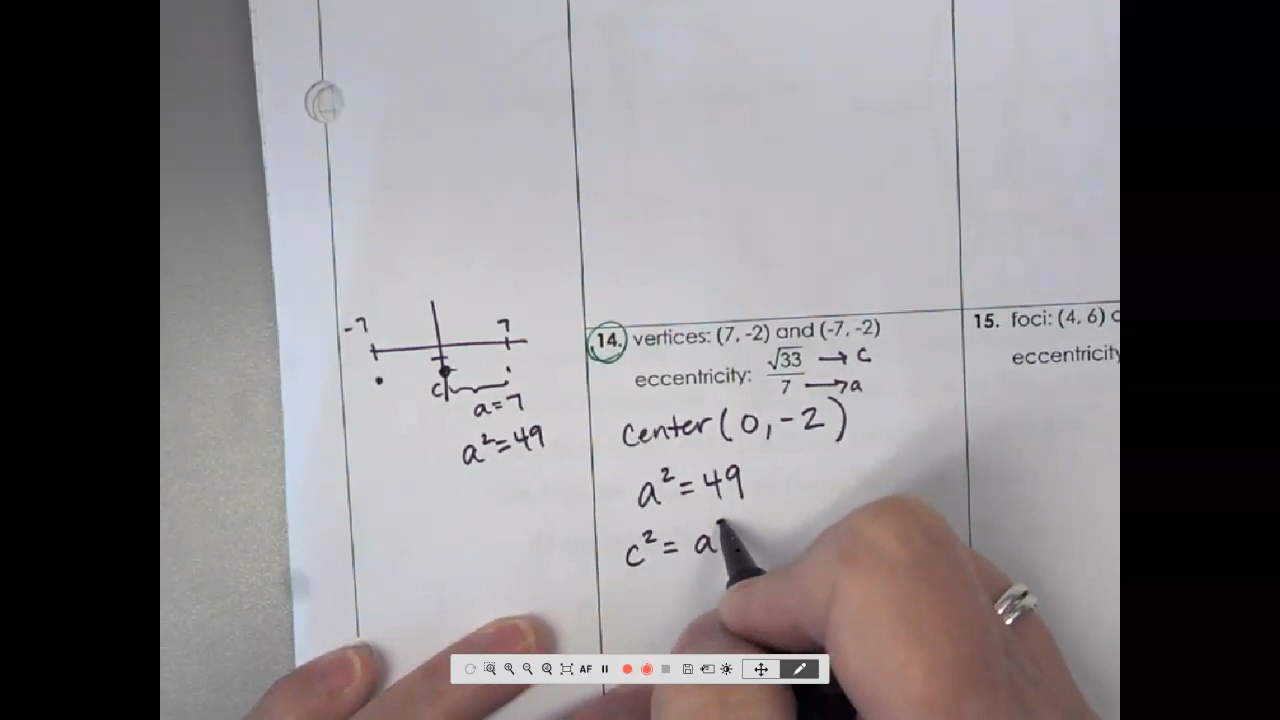 -7 7
c
a=7
a²=49
14. vertices: (7, -2) and (-7, -2)
eccentricity: √33/7 → c → a
center (0, -2)
a² = 49
c² = a
15. foci: (4, 6)
eccentricity
AF